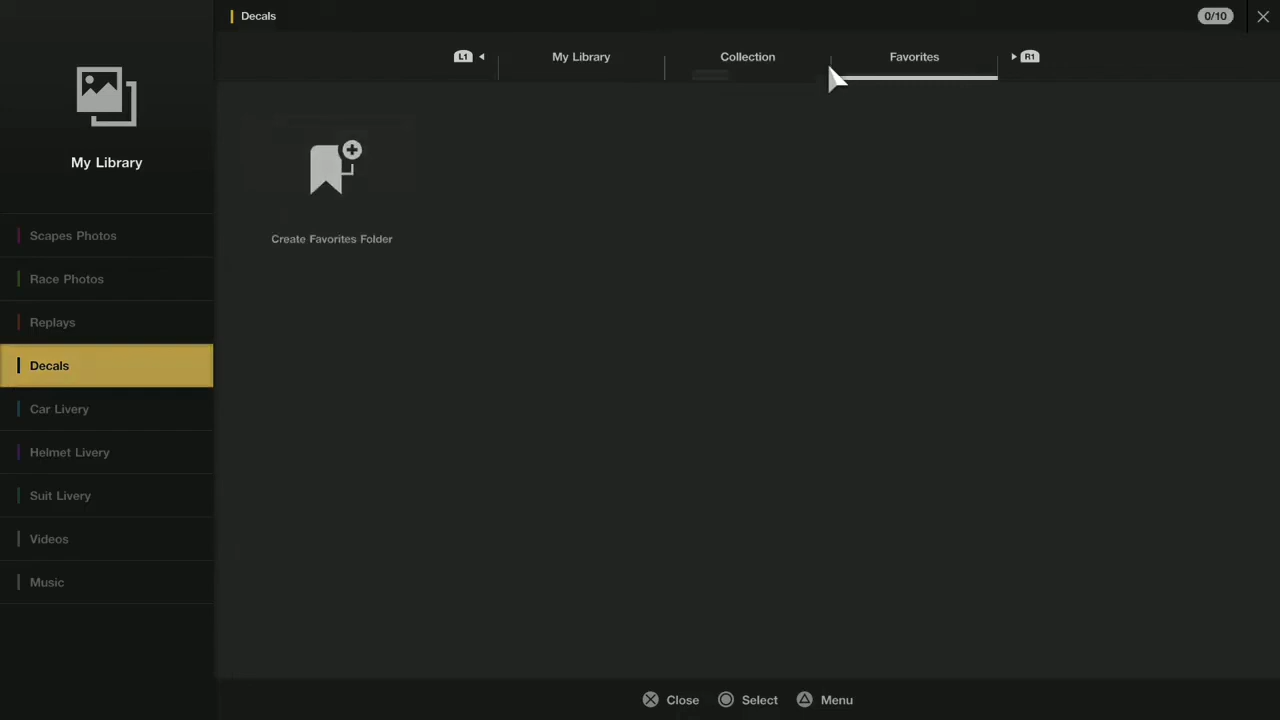 Decals
0/10
L1
My Library
Collection
Favorites
R1
My Library
Create Favorites Folder
Scapes Photos
Race Photos
Replays
Decals
Car Livery
Helmet Livery
Suit Livery
Videos
Music
Close
Select
Menu